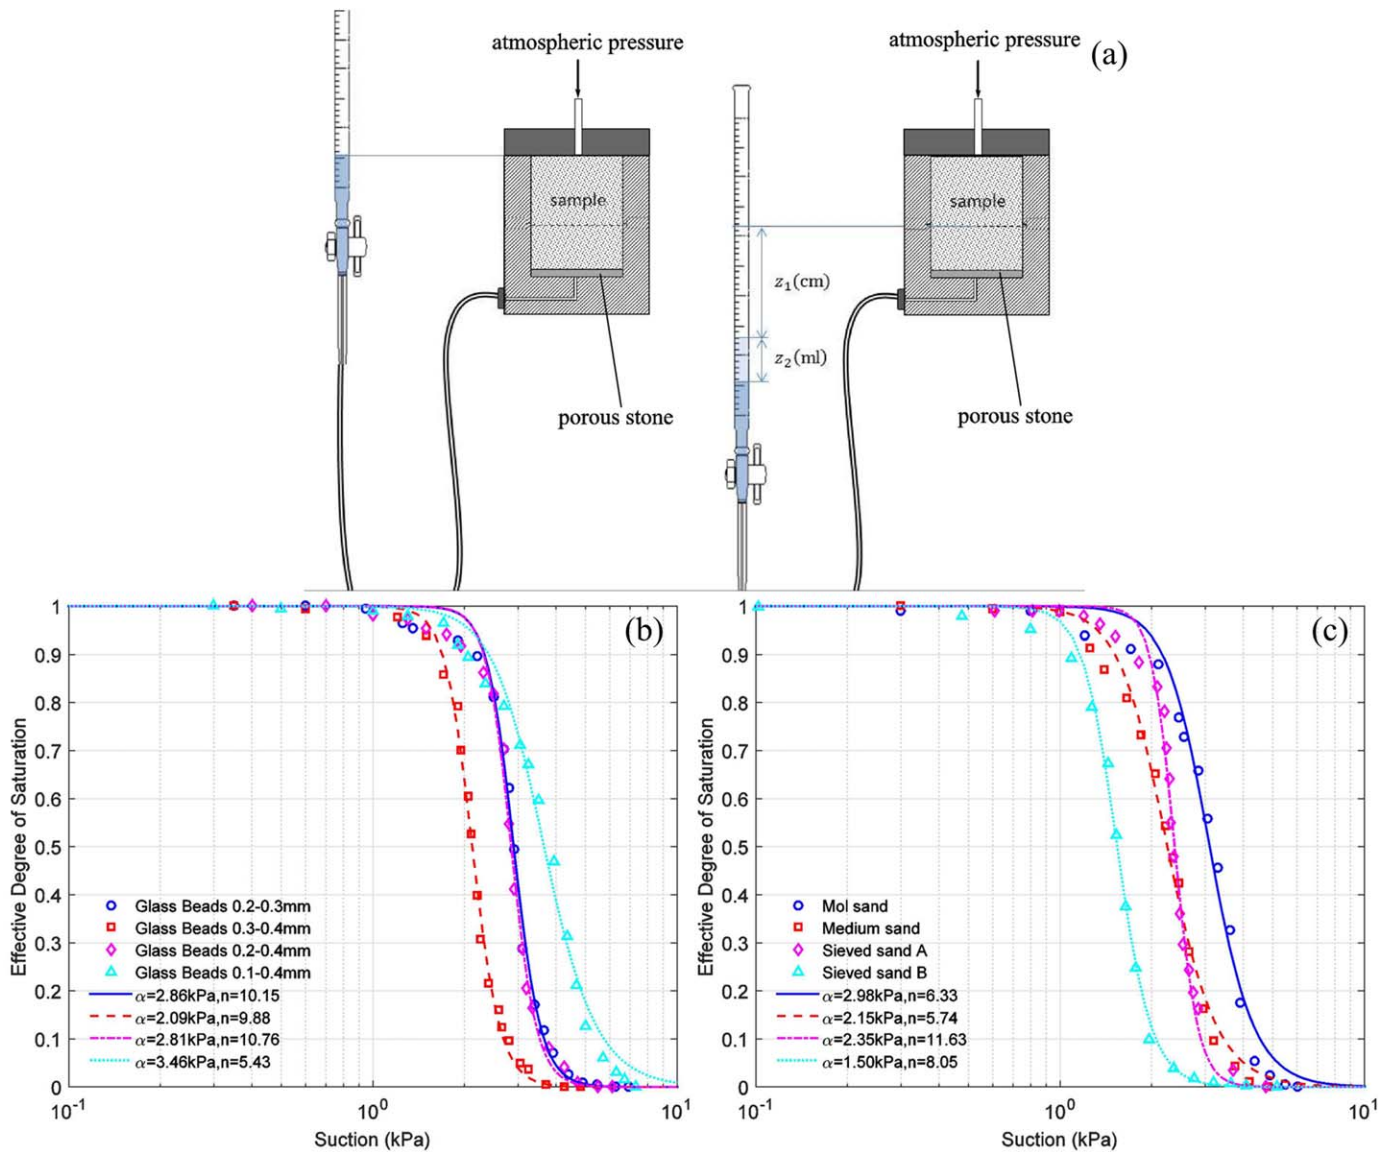 atmospheric pressure
atmospheric pressure
(a)
sample
sample
z₁(cm)
z₂(ml)
porous stone
porous stone
(b)
Effective Degree of Saturation
1
0.9
0.8
0.7
0.6
0.5
0.4
0.3
0.2
0.1
0
Glass Beads 0.2-0.3mm
Glass Beads 0.3-0.4mm
Glass Beads 0.2-0.4mm
Glass Beads 0.1-0.4mm
α=2.86kPa,n=10.15
α=2.09kPa,n=9.88
α=2.81kPa,n=10.76
α=3.46kPa,n=5.43
10⁻¹
10⁰
10¹
Suction (kPa)
(c)
Effective Degree of Saturation
1
0.9
0.8
0.7
0.6
0.5
0.4
0.3
0.2
0.1
0
Mol sand
Medium sand
Sieved sand A
Sieved sand B
α=2.98kPa,n=6.33
α=2.15kPa,n=5.74
α=2.35kPa,n=11.63
α=1.50kPa,n=8.05
10⁻¹
10⁰
10¹
Suction (kPa)